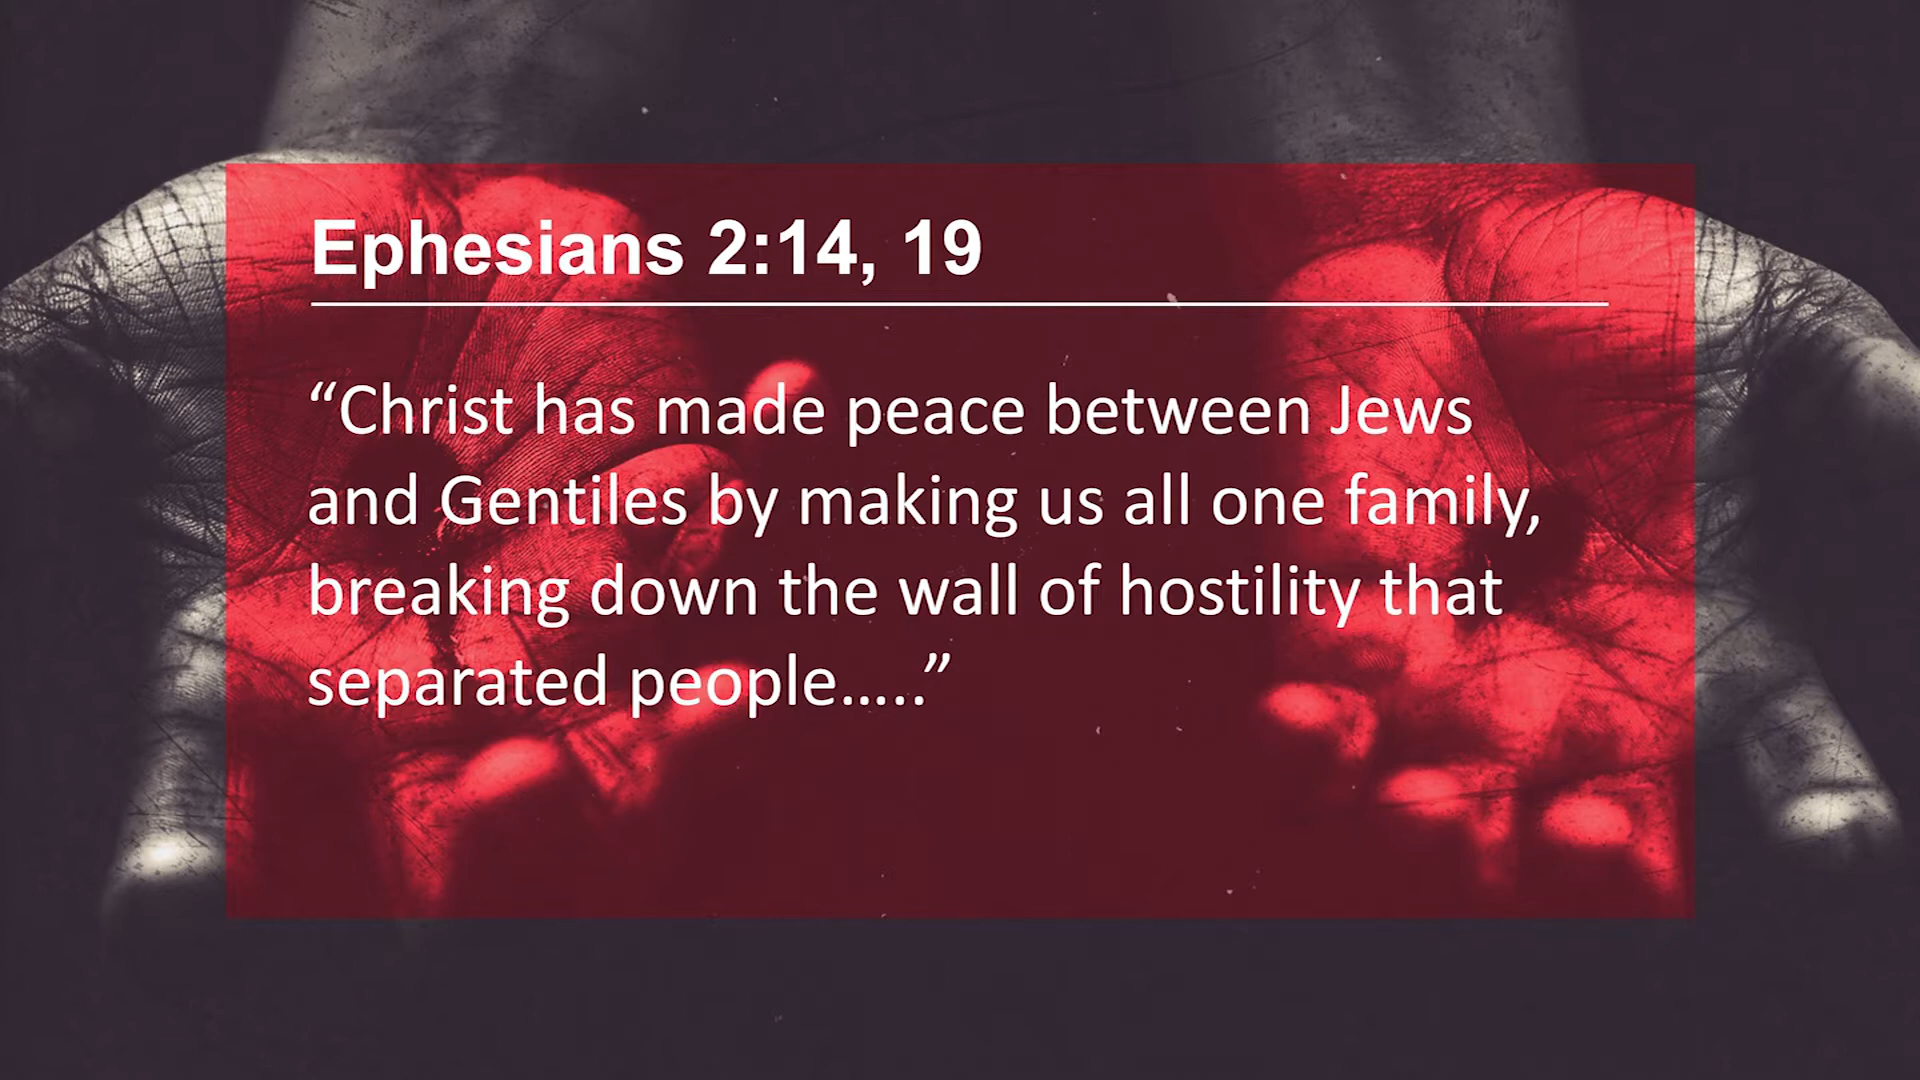 Ephesians 2:14, 19
“Christ has made peace between Jews
and Gentiles by making us all one family,
breaking down the wall of hostility that
separated people.....”